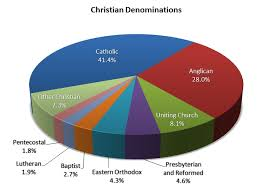 Christian Denominations
Catholic
41.4%
Anglican
28.0%
Uniting Church
8.1%
Presbyterian
and Reformed
4.6%
Eastern Orthodox
4.3%
Baptist
2.7%
Lutheran
1.9%
Pentecostal
1.8%
Other Christian
7.3%